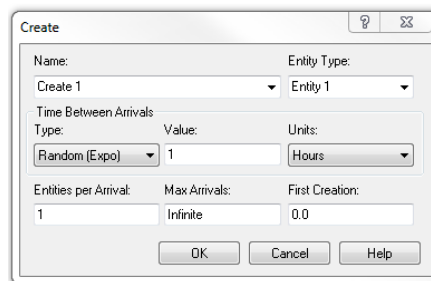 Create
Name: Entity Type:
Create 1 Entity 1
Time Between Arrivals
Type: Value: Units:
Random (Expo) 1 Hours
Entities per Arrival: Max Arrivals: First Creation:
1 Infinite 0.0
OK Cancel Help